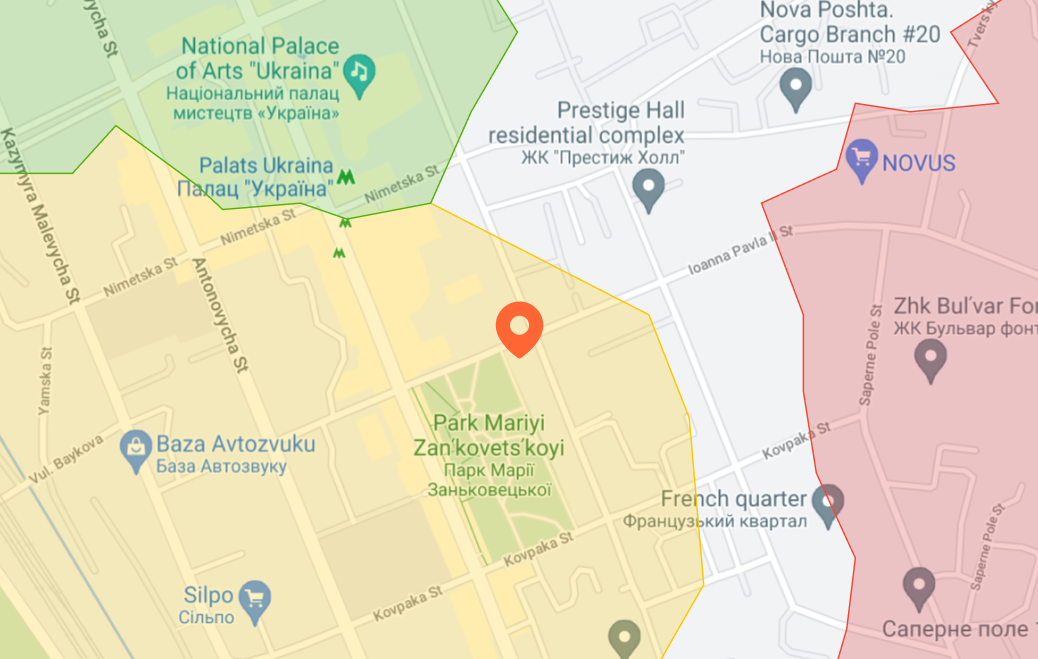 vycha St
National Palace
of Arts "Ukraina"
Національний палац
мистецтв «Україна»
Nova Poshta.
Cargo Branch #20
Нова Пошта №20
Tversky
Prestige Hall
residential complex
ЖК "Престиж Холл"
NOVUS
Kazymyra Malevycha St
Palats Ukraina
Палац "Україна"
Nimetska St
Nimetska St
Nimetska St
Ioanna Pavla II St
Antonovycha St
Zhk Bulʹvar Fon
ЖК Бульвар фонт
Saperne Pole St
Yamska St
Park Mariyi
Zanʹkovetsʹkoyi
Парк Марії
Заньковецької
Baza Avtozvuku
База Автозвуку
Vul. Baykova
Kovpaka St
French quarter
Французький квартал
Kovpaka St
Saperne Pole St
Silpo
Сільпо
Kovpaka St
Саперне поле 1